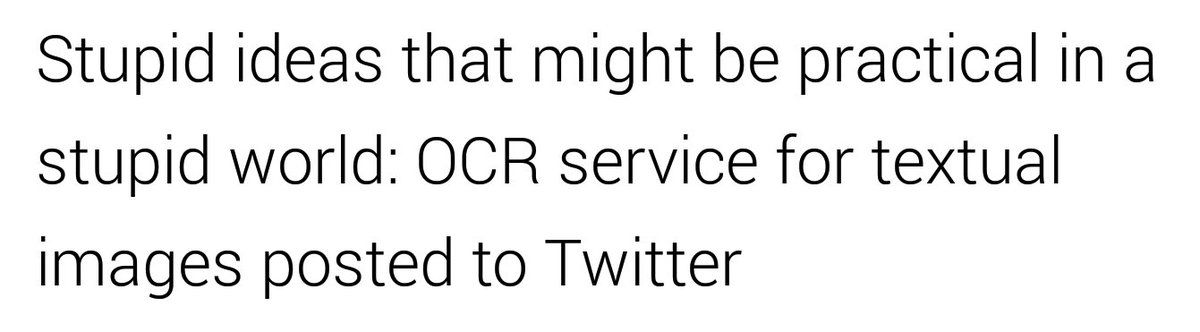 Stupid ideas that might be practical in a
stupid world: OCR service for textual
images posted to Twitter